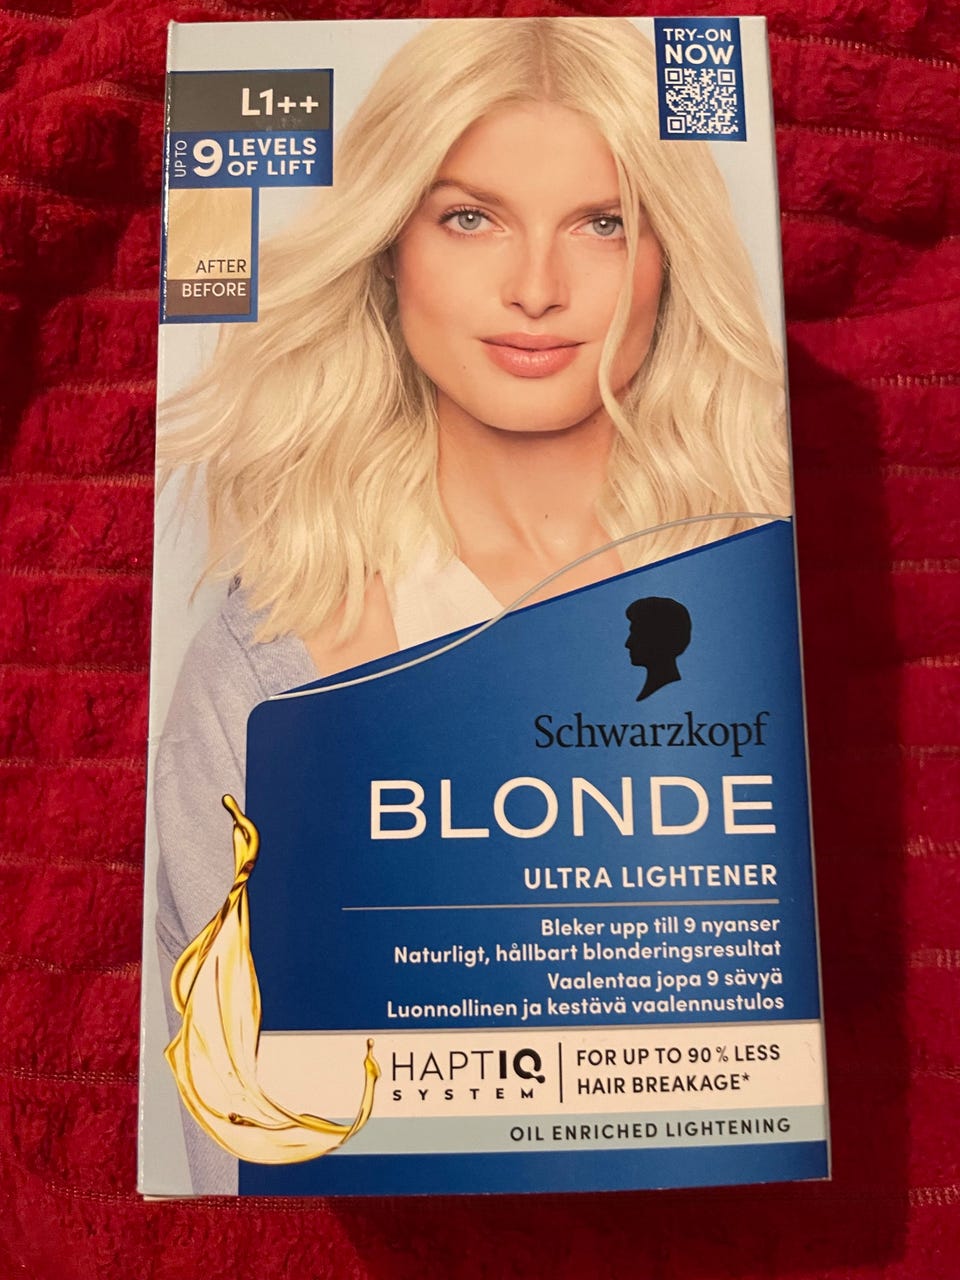 TRY-ON
NOW
L1++
UP TO 9 LEVELS
OF LIFT
AFTER
BEFORE
Schwarzkopf
BLONDE
ULTRA LIGHTENER
Bleker upp till 9 nyanser
Naturligt, hållbart blonderingsresultat
Vaalentaa jopa 9 sävyä
Luonnollinen ja kestävä vaalennustulos
HAPTIQ
SYSTEM
FOR UP TO 90% LESS
HAIR BREAKAGE*
OIL ENRICHED LIGHTENING